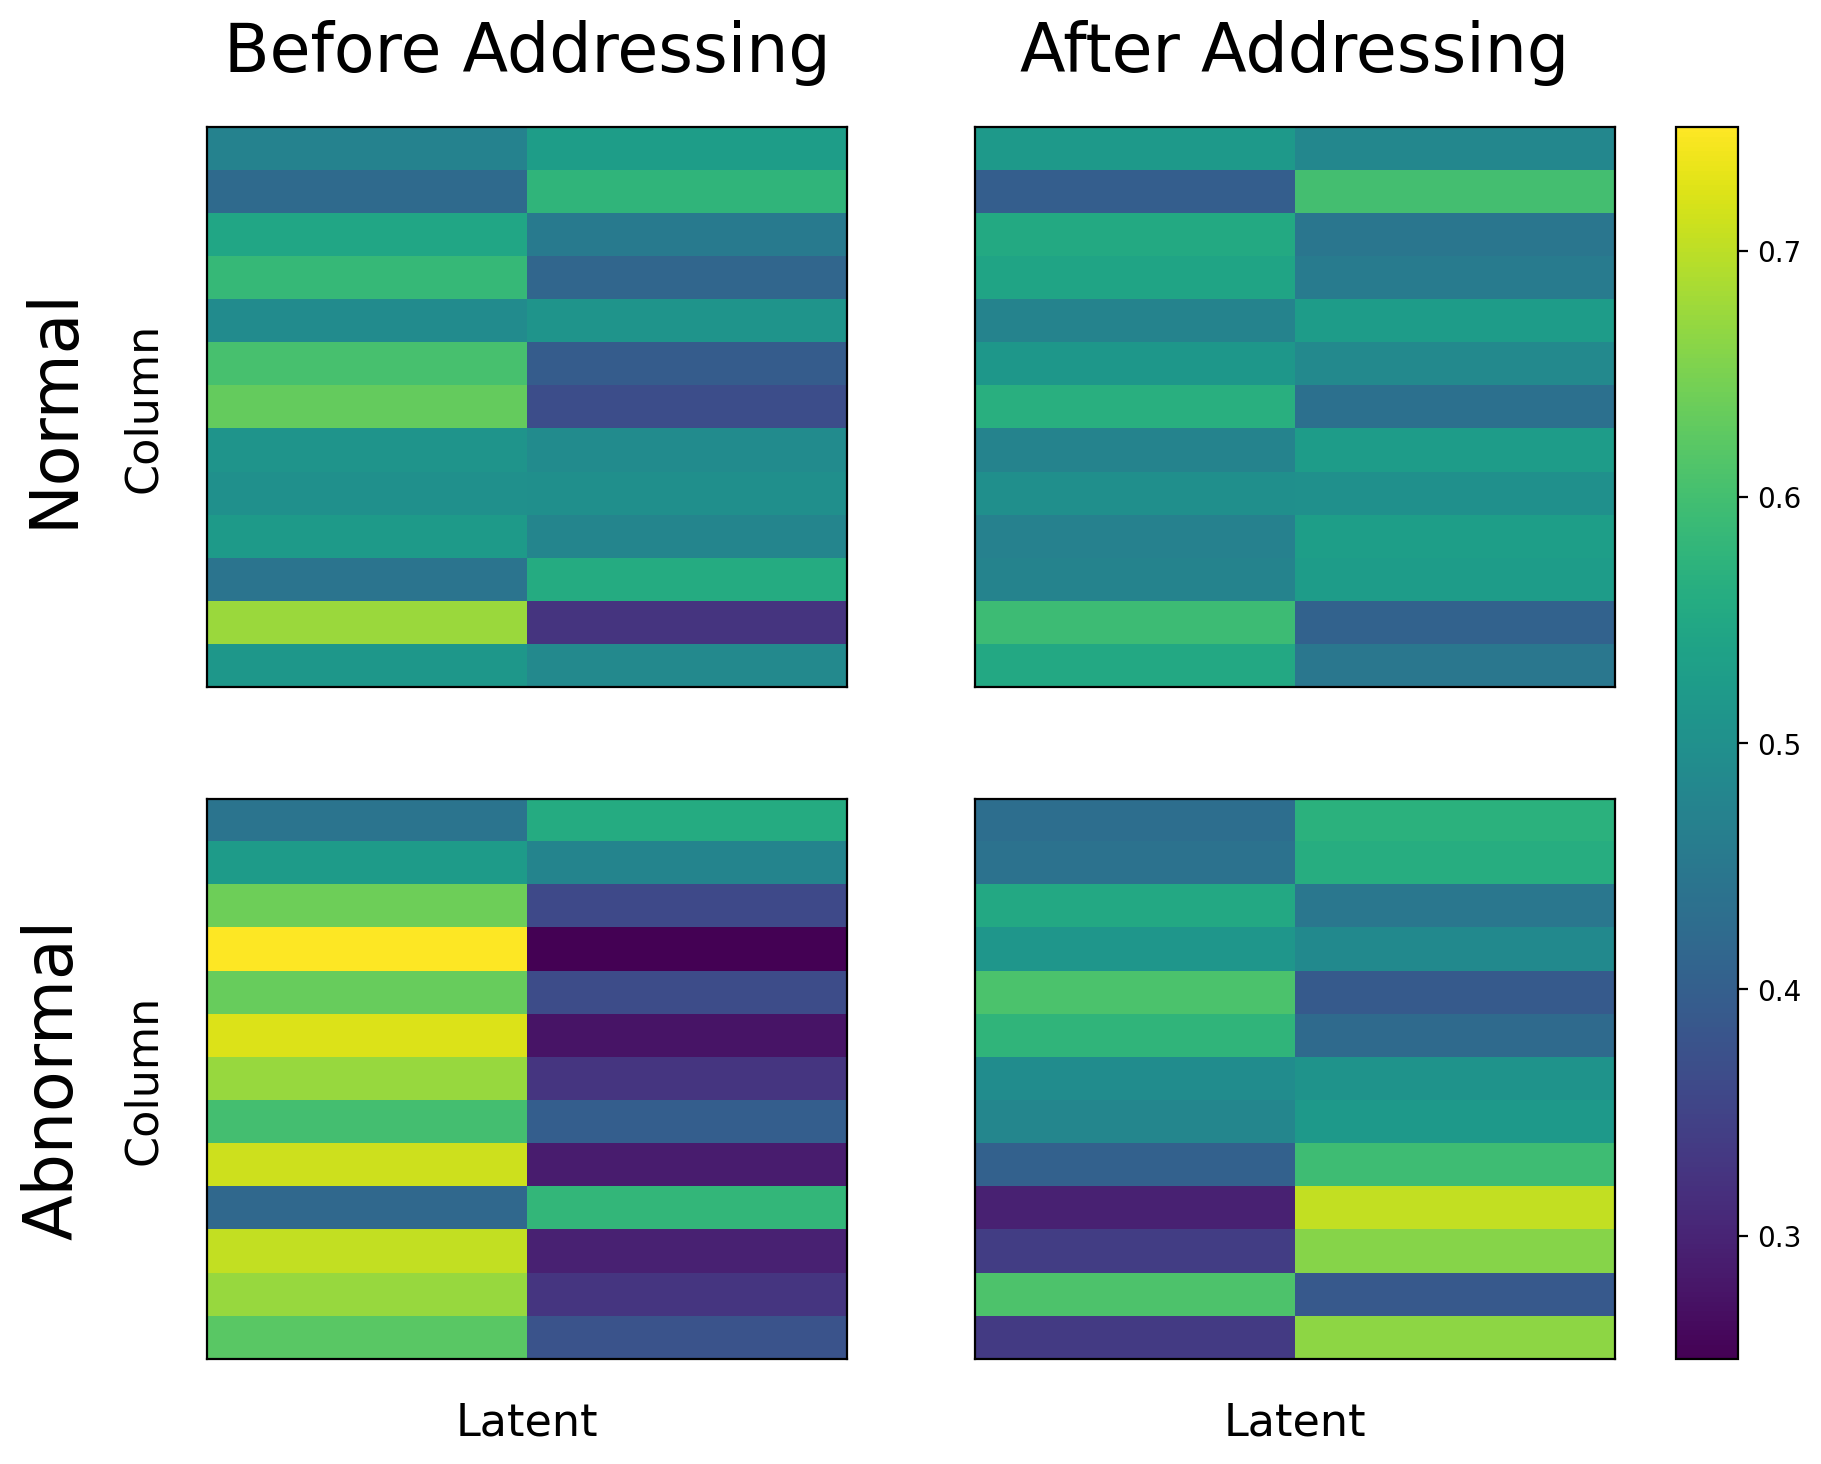 Before Addressing
After Addressing
Normal
Column
0.7
0.6
0.5
0.4
0.3
Abnormal
Column
Latent
Latent